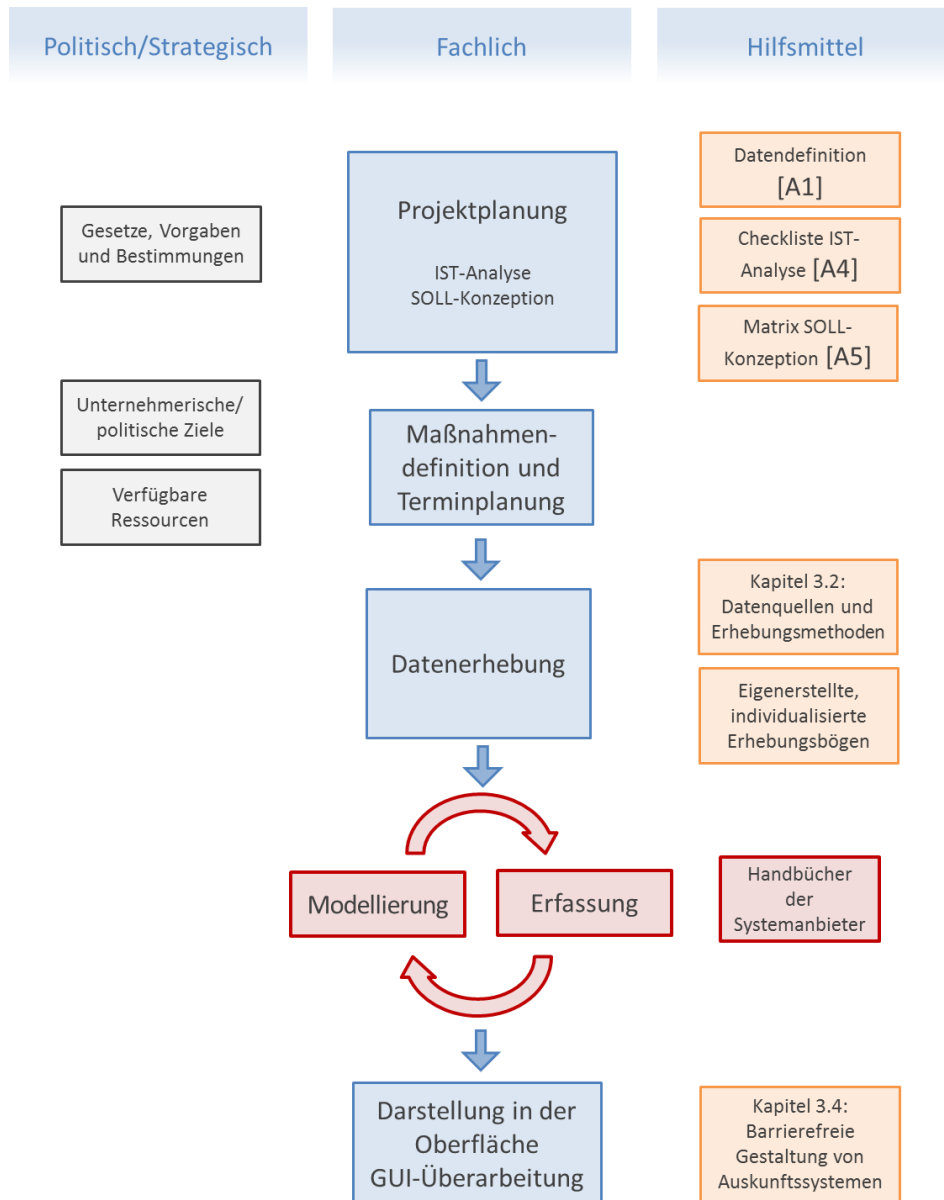 Politisch/Strategisch
Fachlich
Hilfsmittel
Gesetze, Vorgaben
und Bestimmungen
Projektplanung
IST-Analyse
SOLL-Konzeption
Datendefinition
[A1]
Checkliste IST-
Analyse [A4]
Matrix SOLL-
Konzeption [A5]
Unternehmerische/
politische Ziele
Verfügbare
Ressourcen
Maßnahmen-
definition und
Terminplanung
Datenerhebung
Kapitel 3.2:
Datenquellen und
Erhebungsmethoden
Eigenerstellte,
individualisierte
Erhebungsbögen
Modellierung
Erfassung
Handbücher
der
Systemanbieter
Darstellung in der
Oberfläche
GUI-Überarbeitung
Kapitel 3.4:
Barrierefreie
Gestaltung von
Auskunftssystemen